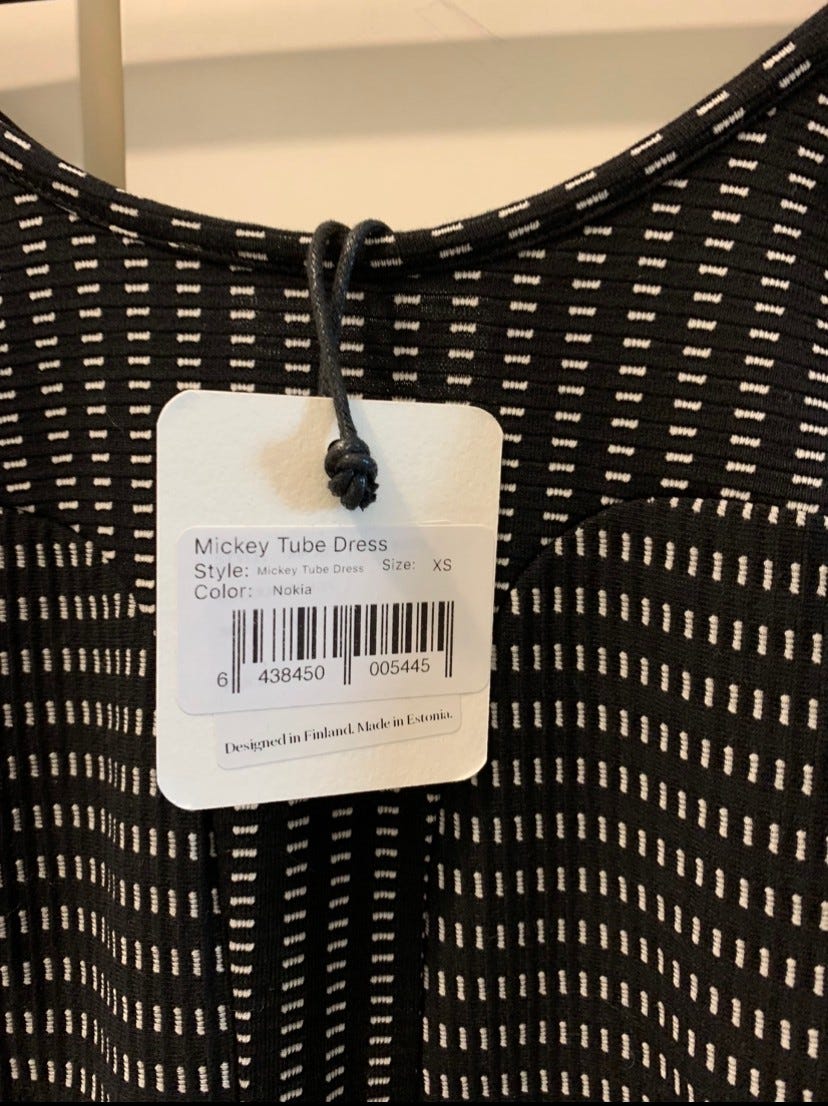 Mickey Tube Dress
Style: Mickey Tube Dress Size: XS
Color: Nokia
6 438450 005445
Designed in Finland. Made in Estonia.